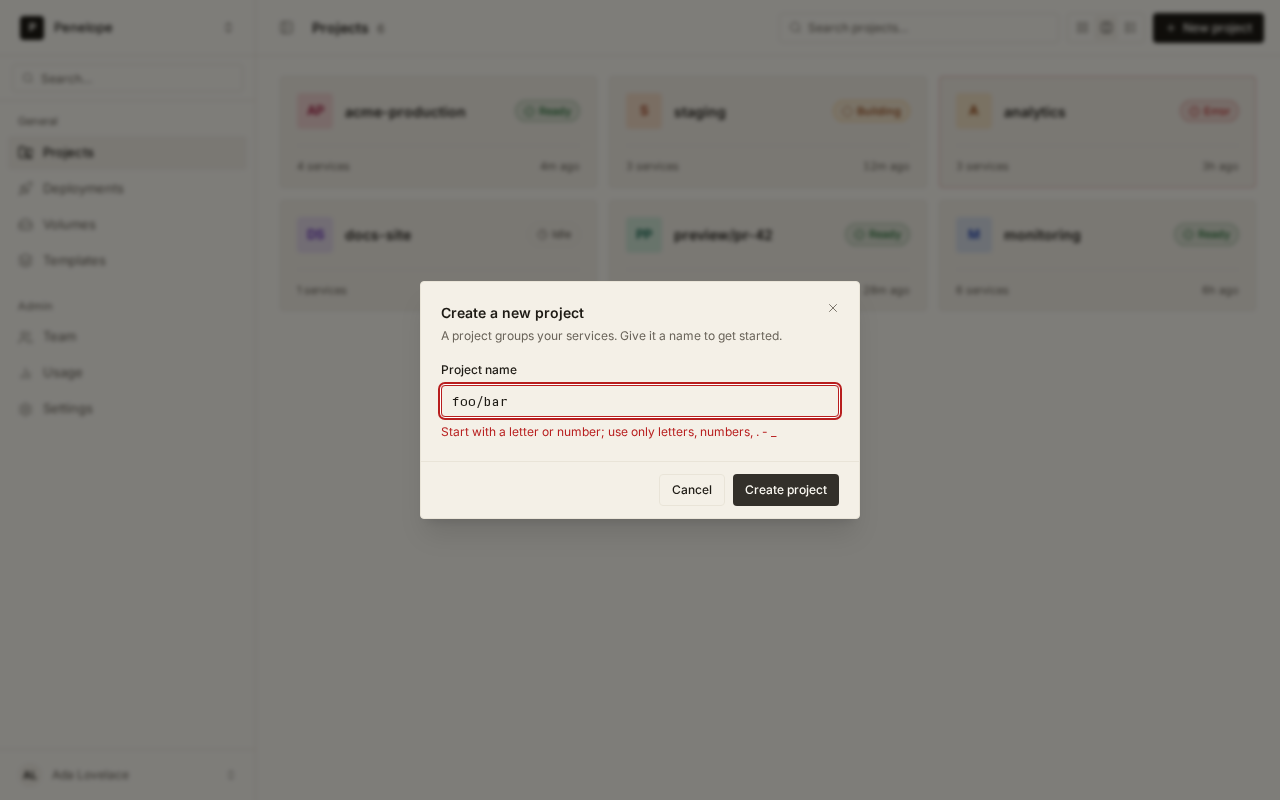 P Penelope
Projects 6
Search projects...
New project
Search...
General
Projects
Deployments
Volumes
Templates
Admin
Team
Usage
Settings
AP acme-production Ready
4 services 4m ago
S staging Building
3 services 12m ago
A analytics Error
3 services 3h ago
DS docs-site Idle
1 services
PP preview/pr-42 Ready
M monitoring Ready
6 services 6h ago
Create a new project
A project groups your services. Give it a name to get started.
Project name
foo/bar
Start with a letter or number; use only letters, numbers, . - _
Cancel
Create project
AL Ada Lovelace